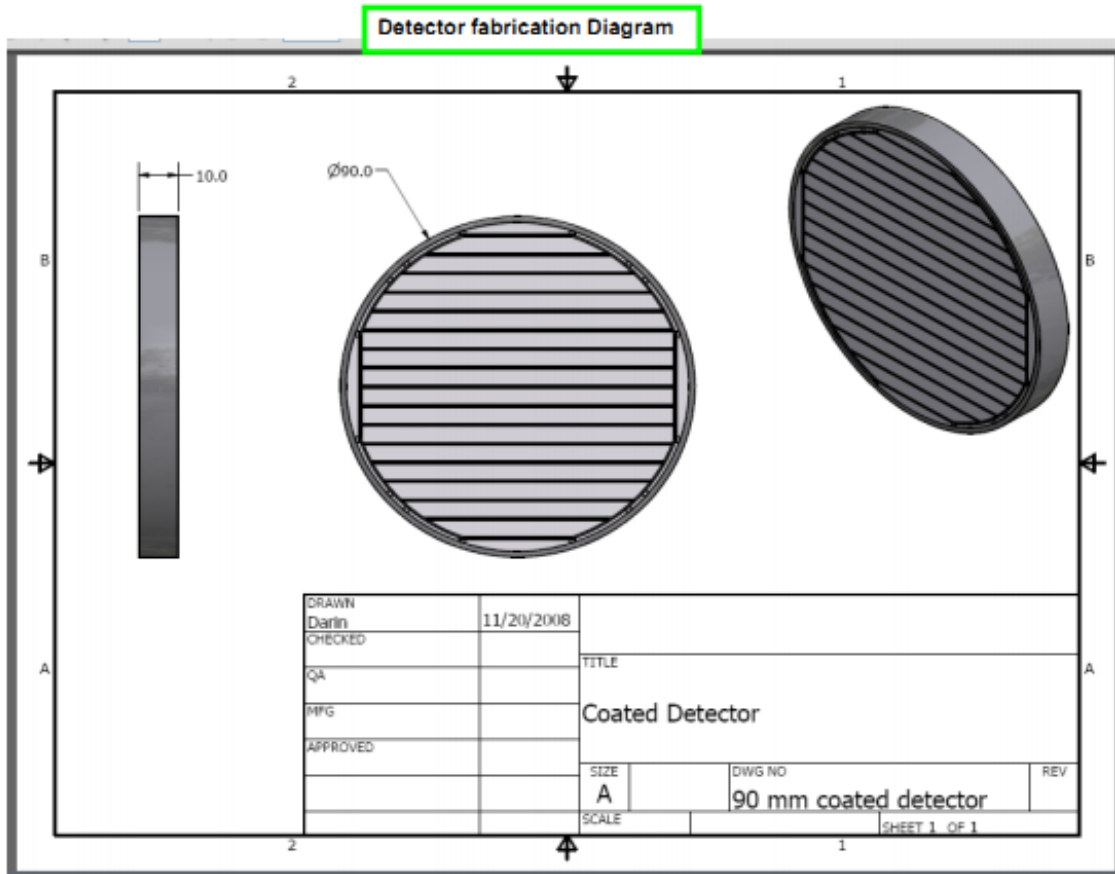 Detector fabrication Diagram
2
1
10.0
Ø90.0
B
B
A
A
DRAWN
Darin
11/20/2008
CHECKED
QA
MFG
APPROVED
TITLE
Coated Detector
SIZE
A
DWG NO
90 mm coated detector
REV
SCALE
SHEET 1 OF 1
2
1